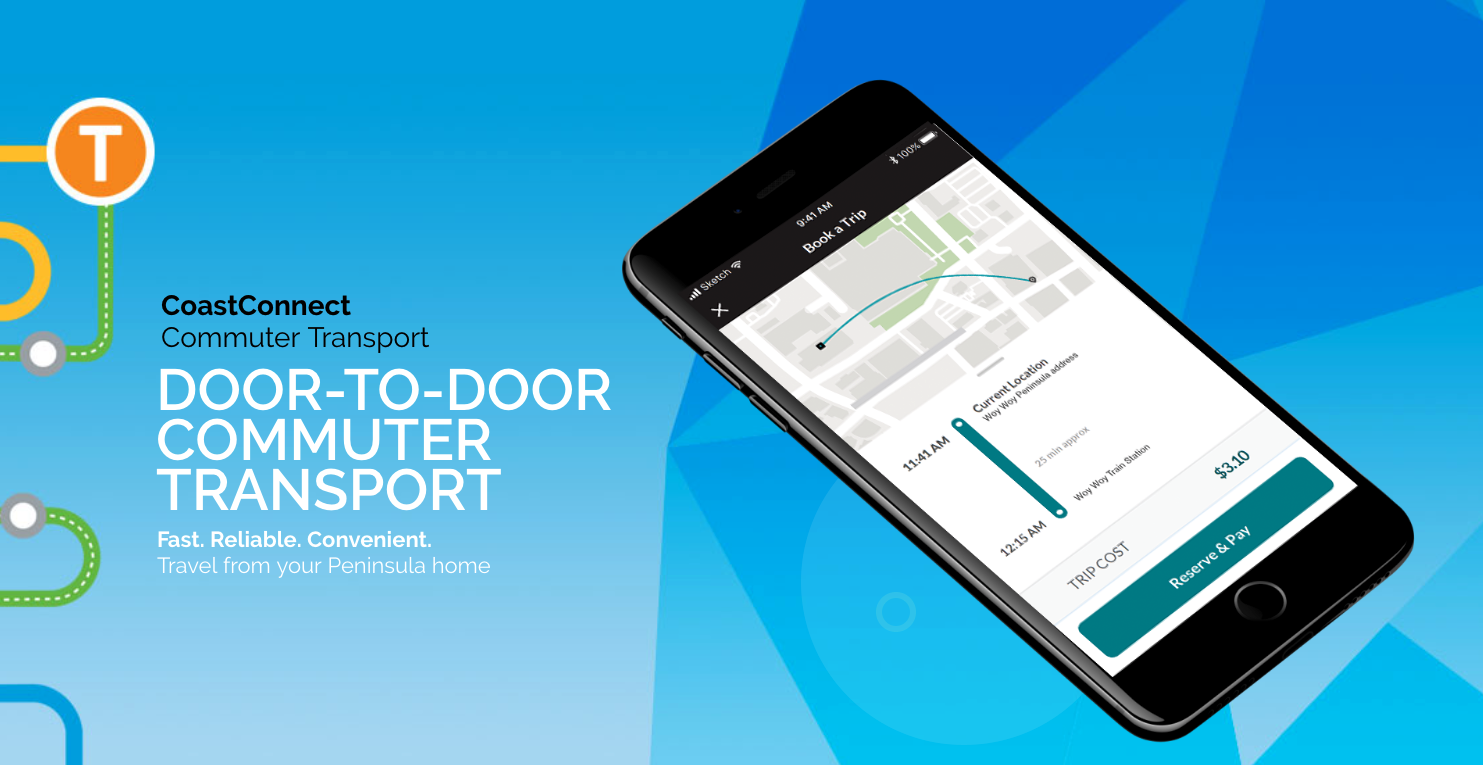 T
CoastConnect
Commuter Transport
DOOR-TO-DOOR
COMMUTER
TRANSPORT
Fast. Reliable. Convenient.
Travel from your Peninsula home
Sketch
9:41 AM
100%
Book a Trip
11:41 AM
Current Location
Woy Woy Peninsula address
25 min approx
12:15 AM
Woy Woy Train Station
TRIP COST
$3.10
Reserve & Pay